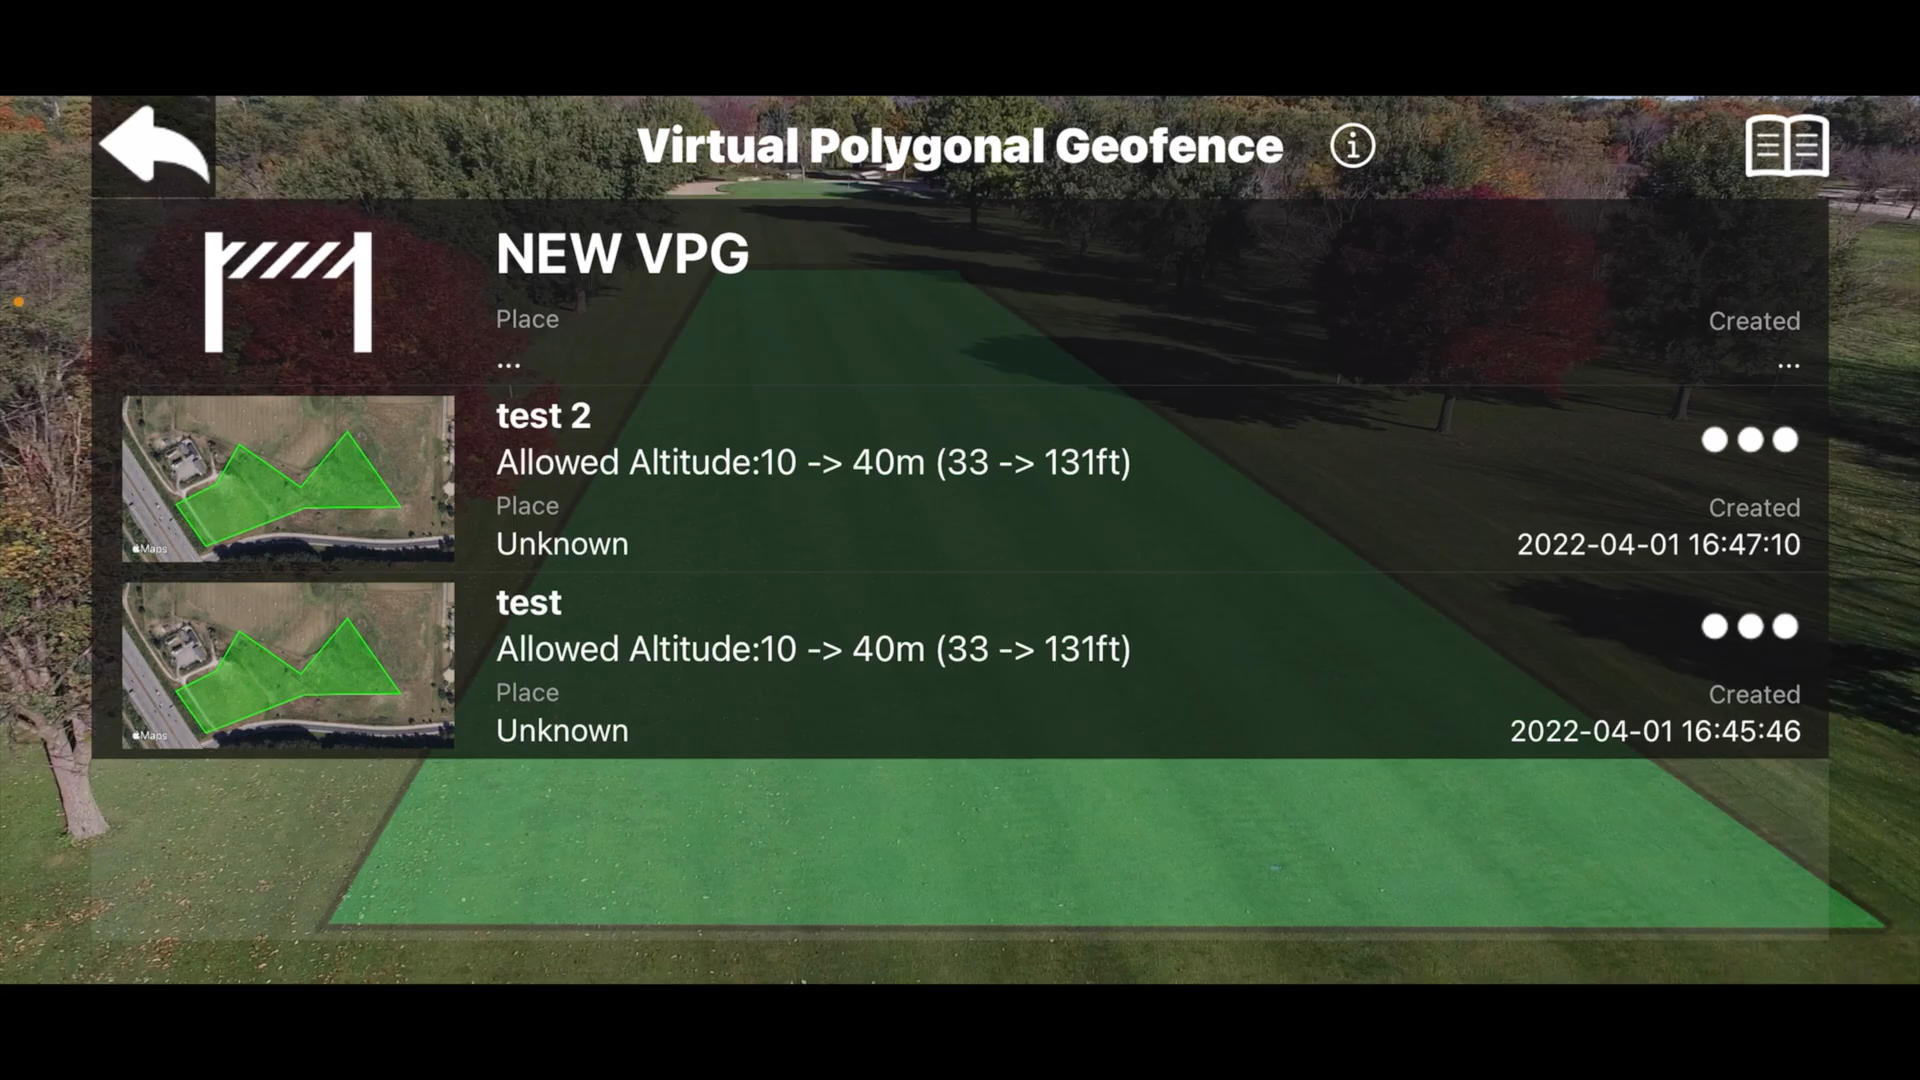 Virtual Polygonal Geofence
NEW VPG
Place
Created
...
...
test 2
Allowed Altitude:10 -> 40m (33 -> 131ft)
Place
Created
Unknown
2022-04-01 16:47:10
Maps
test
Allowed Altitude:10 -> 40m (33 -> 131ft)
Place
Created
Unknown
2022-04-01 16:45:46
Maps